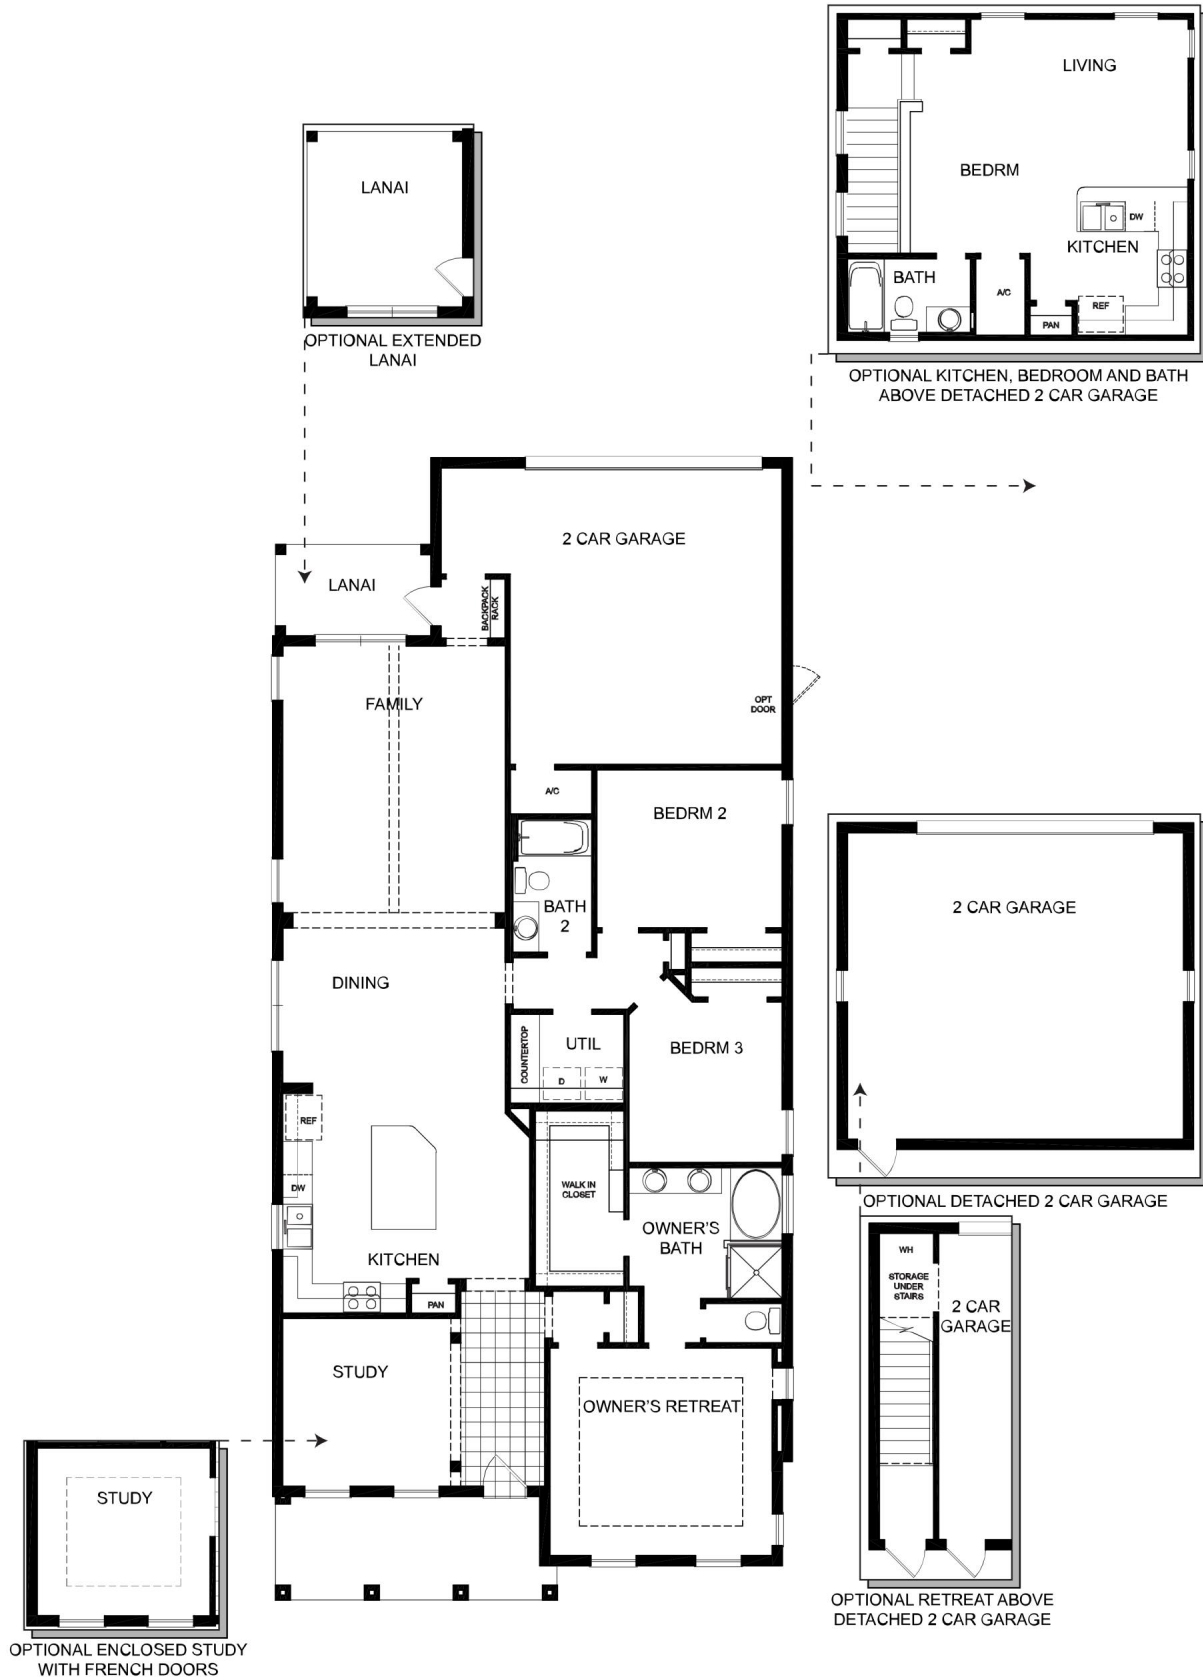 LIVING
BEDRM
DW
KITCHEN
BATH
A/C
REF
PAN
OPTIONAL KITCHEN, BEDROOM AND BATH
ABOVE DETACHED 2 CAR GARAGE
LANAI
OPTIONAL EXTENDED
LANAI
2 CAR GARAGE
LANAI
BACKPACK
RACK
FAMILY
OPT
DOOR
A/C
BEDRM 2
BATH
2
DINING
COUNTERTOP
UTIL
D
W
BEDRM 3
REF
DW
WALK IN
CLOSET
OWNER'S
BATH
KITCHEN
PAN
STUDY
OWNER'S RETREAT
2 CAR GARAGE
OPTIONAL DETACHED 2 CAR GARAGE
WH
STORAGE
UNDER
STAIRS
2 CAR
GARAGE
OPTIONAL RETREAT ABOVE
DETACHED 2 CAR GARAGE
STUDY
OPTIONAL ENCLOSED STUDY
WITH FRENCH DOORS